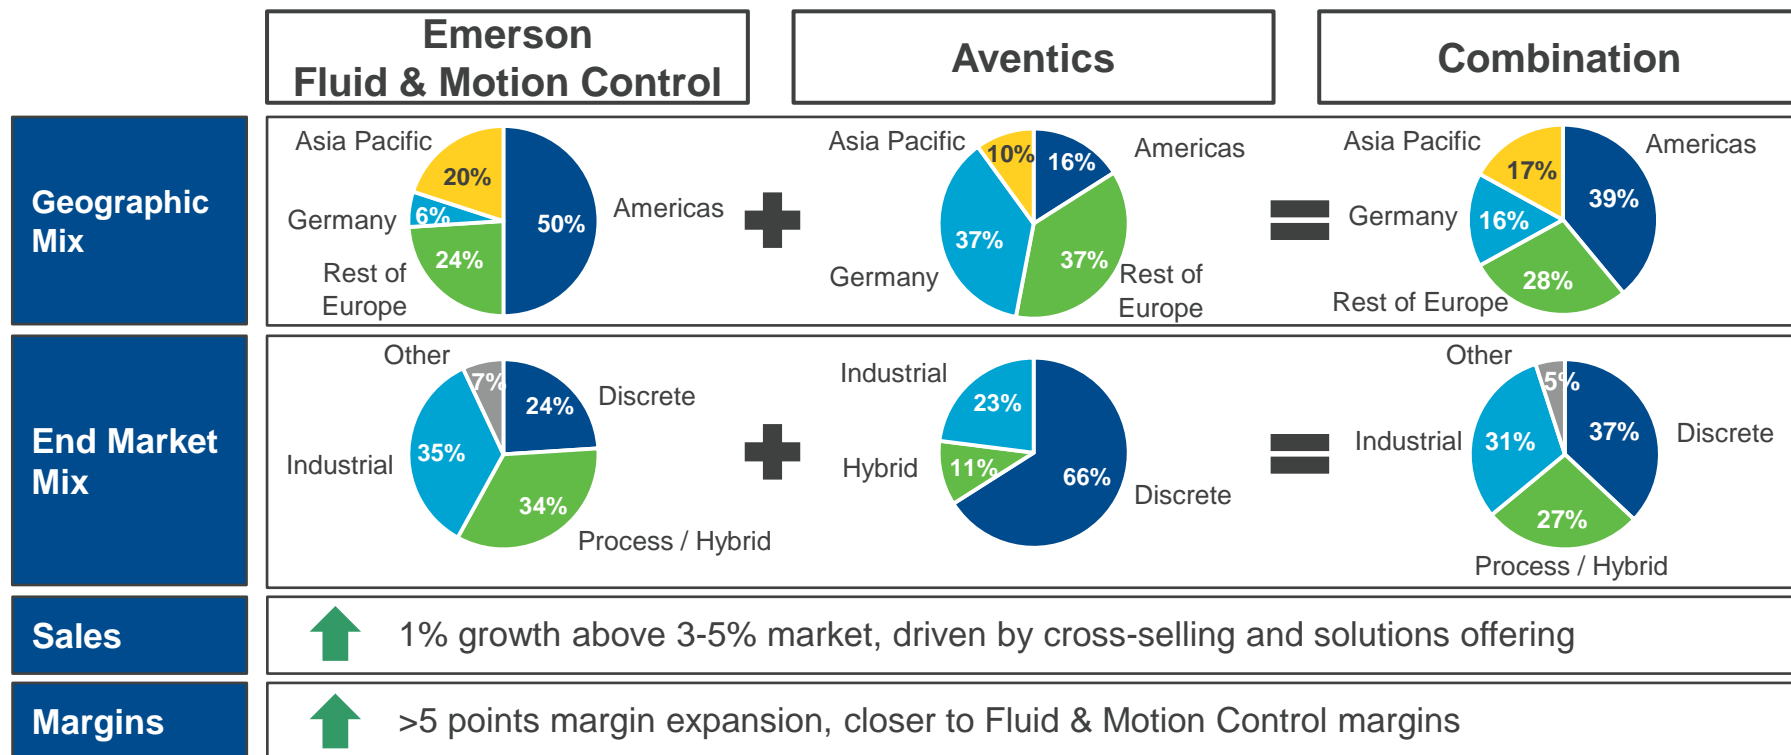 Emerson
Fluid & Motion Control
Aventics
Combination
Geographic
Mix
Asia Pacific
20%
Germany
6%
50%
Americas
24%
Rest of
Europe
Asia Pacific
10%
16%
Americas
37%
Germany
37%
Rest of
Europe
Asia Pacific
17%
Americas
39%
Germany
16%
28%
Rest of Europe
End Market
Mix
Other
7%
24%
Discrete
35%
Industrial
34%
Process / Hybrid
Industrial
23%
Hybrid
11%
66%
Discrete
Other
5%
37%
Discrete
Industrial
31%
27%
Process / Hybrid
Sales
1% growth above 3-5% market, driven by cross-selling and solutions offering
Margins
>5 points margin expansion, closer to Fluid & Motion Control margins